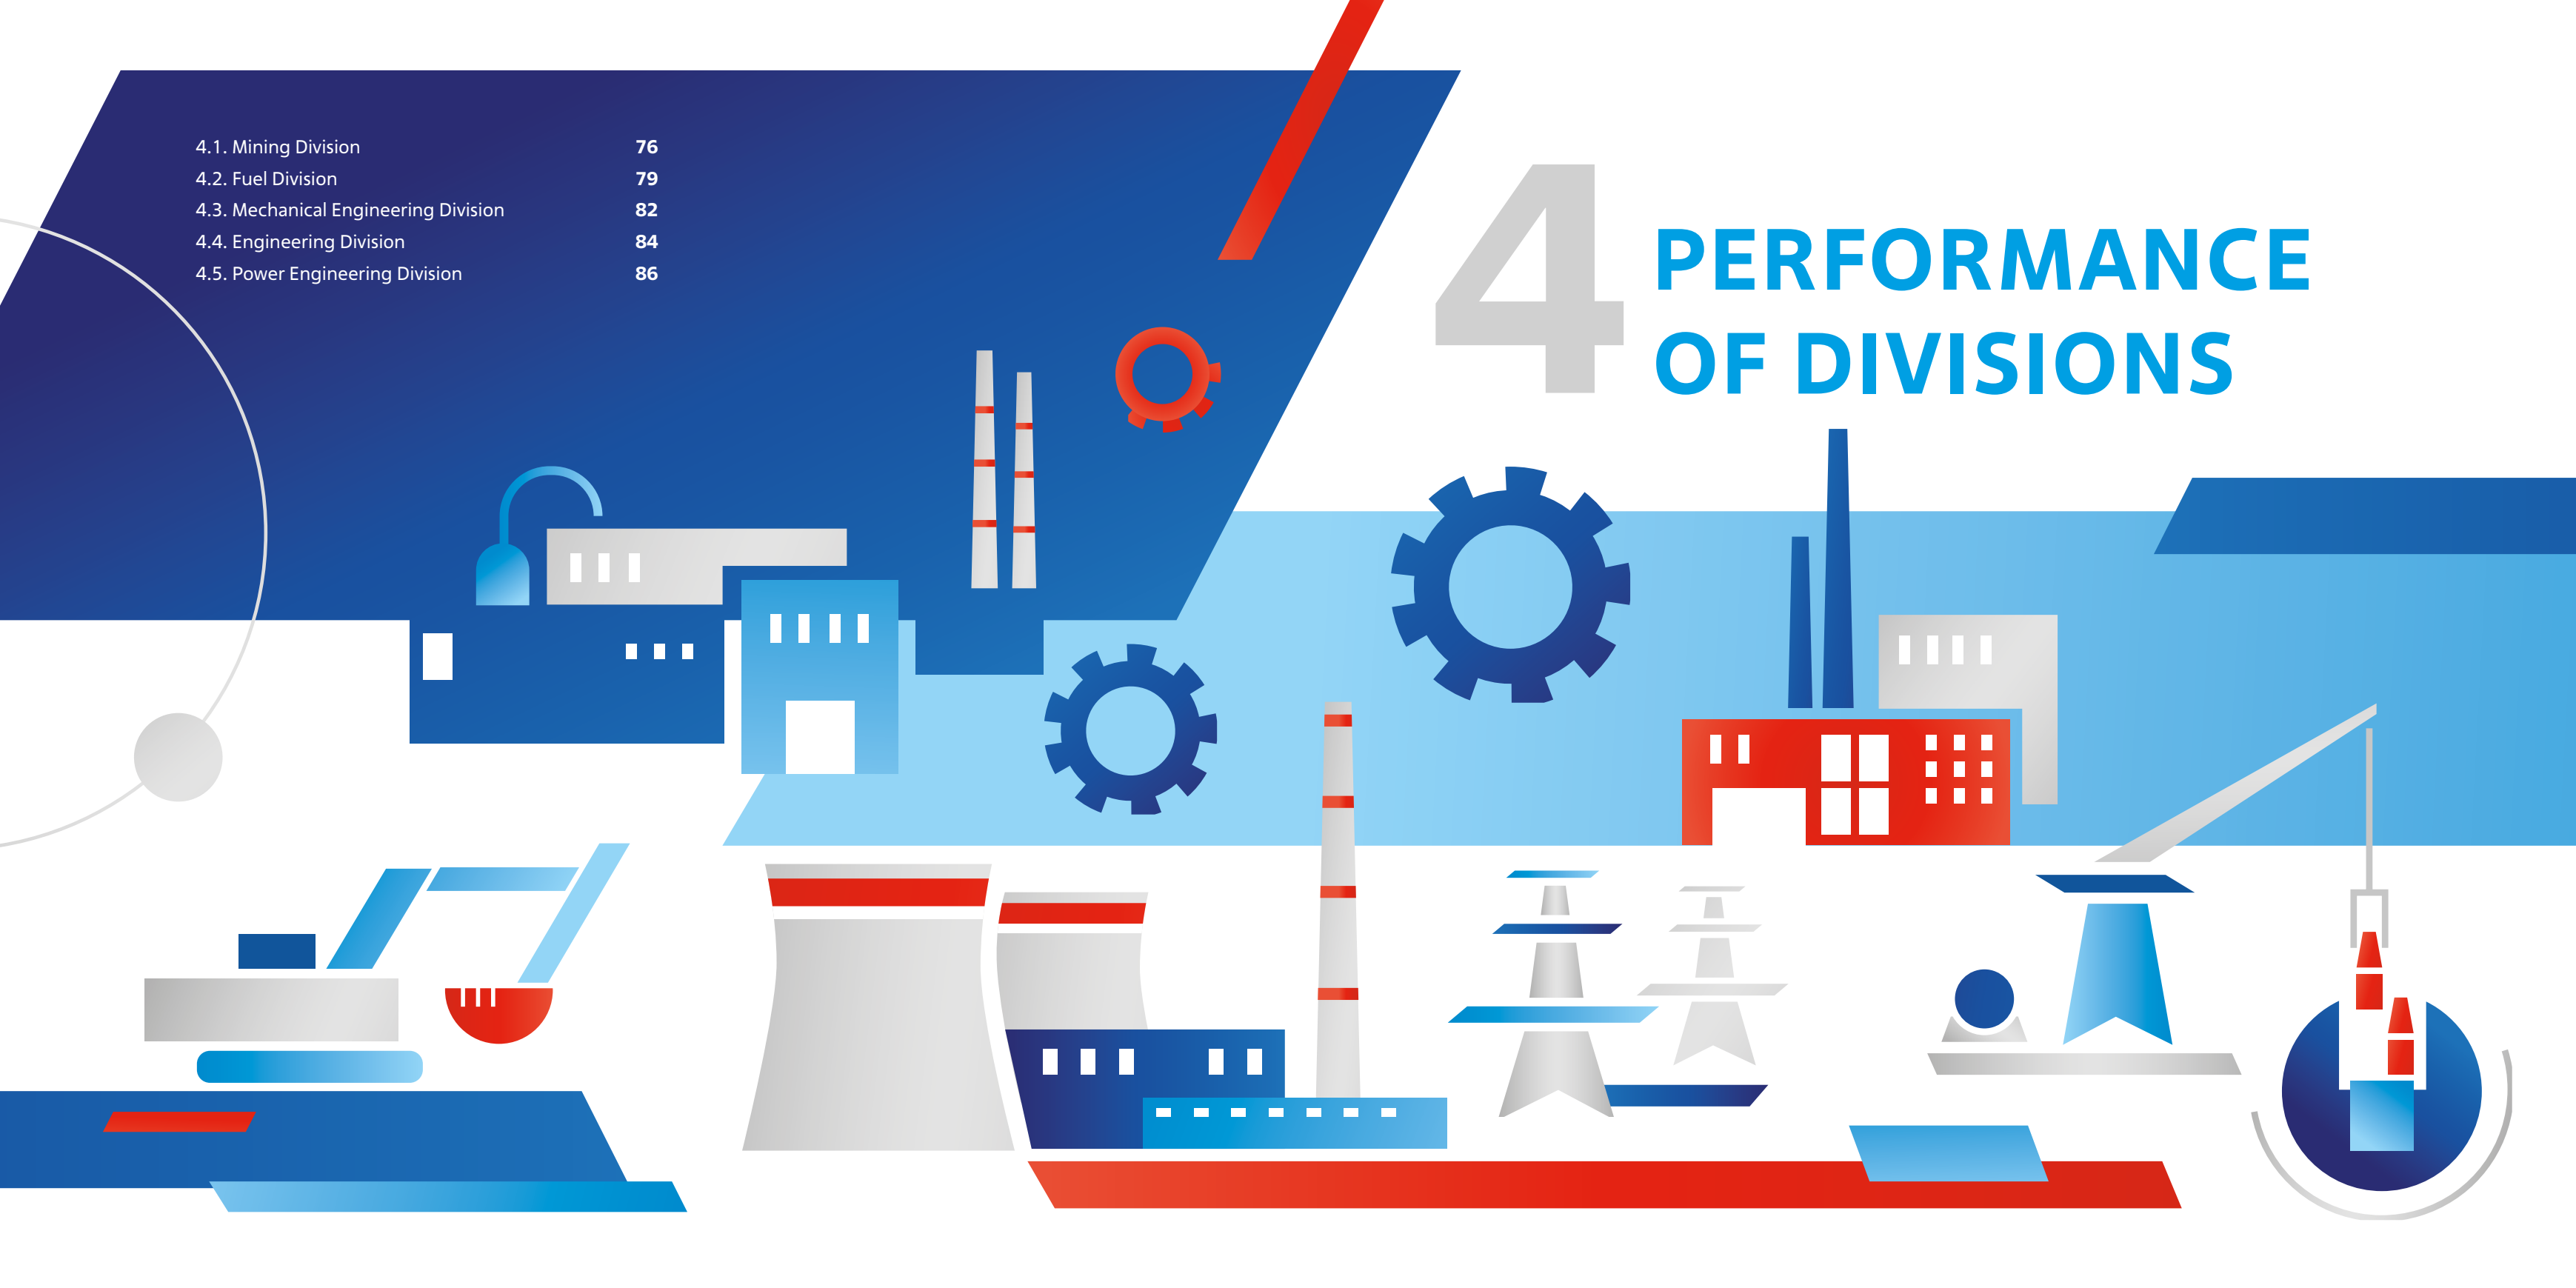 4.1. Mining Division 76
4.2. Fuel Division 79
4.3. Mechanical Engineering Division 82
4.4. Engineering Division 84
4.5. Power Engineering Division 86
4
PERFORMANCE
OF DIVISIONS